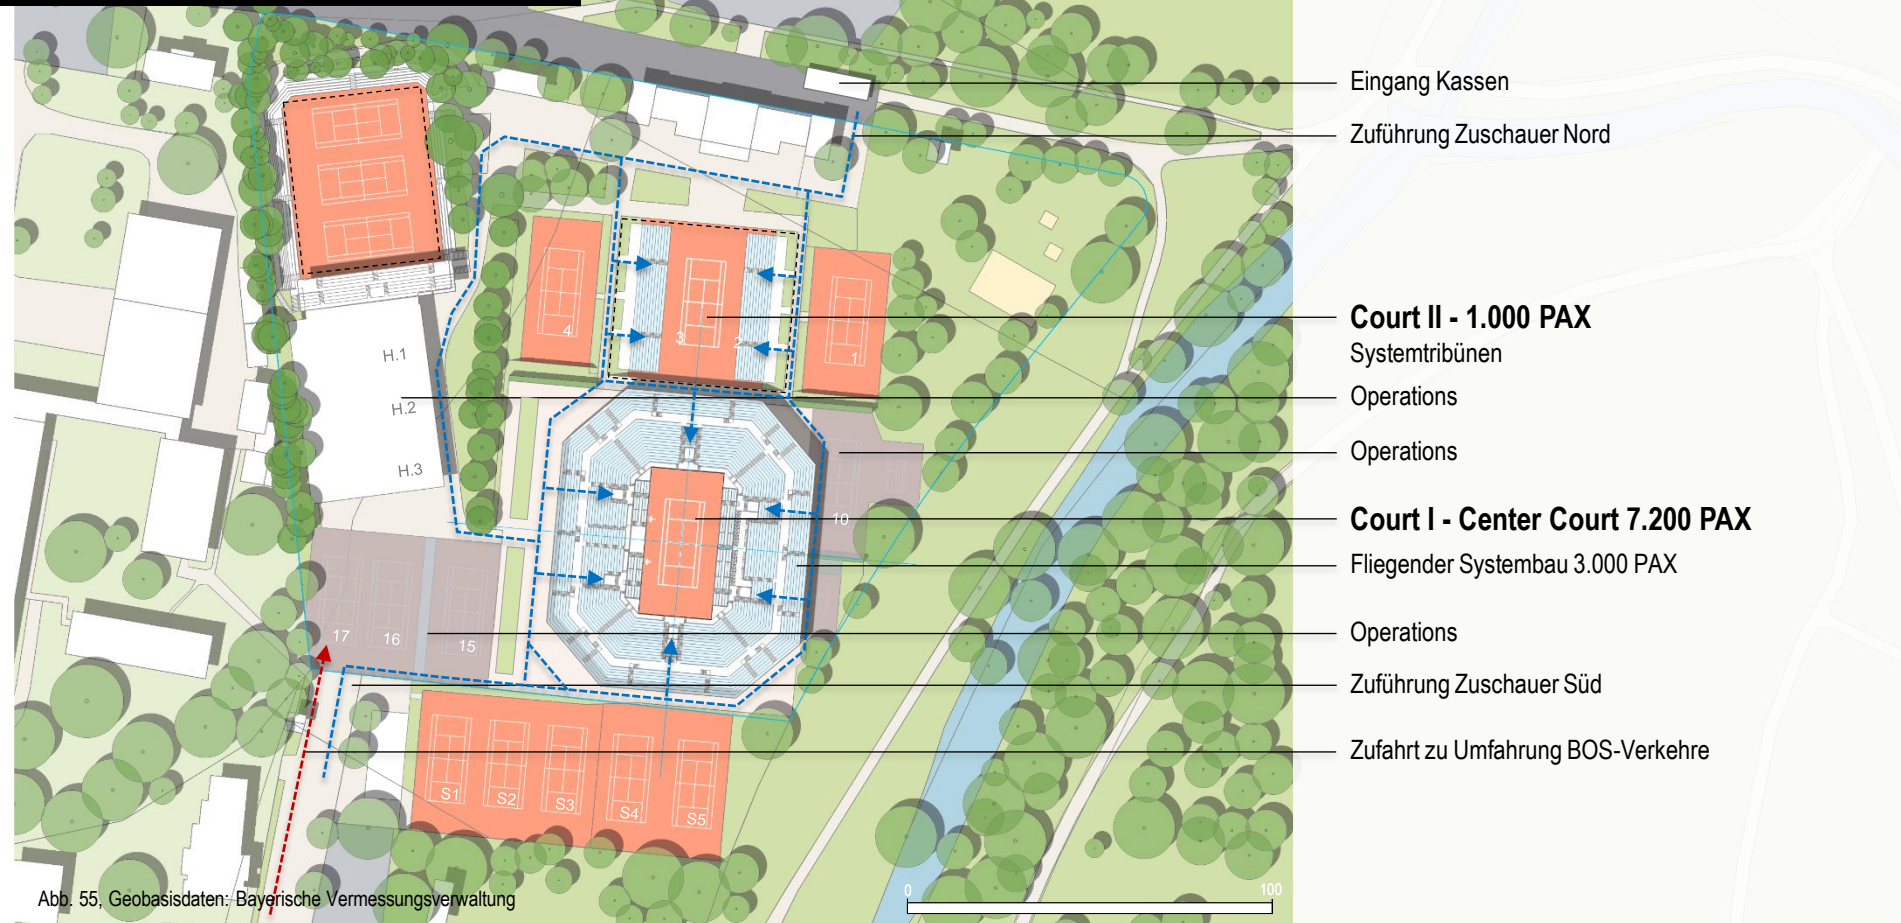 Eingang Kassen
Zuführung Zuschauer Nord
Court II - 1.000 PAX
Systemtribünen
Operations
Operations
Court I - Center Court 7.200 PAX
Fliegender Systembau 3.000 PAX
Operations
Zuführung Zuschauer Süd
Zufahrt zu Umfahrung BOS-Verkehre
4
3
2
1
H.1
H.2
H.3
10
17
16
15
S1
S2
S3
S4
S5
0
100
Abb. 55, Geobasisdaten: Bayerische Vermessungsverwaltung